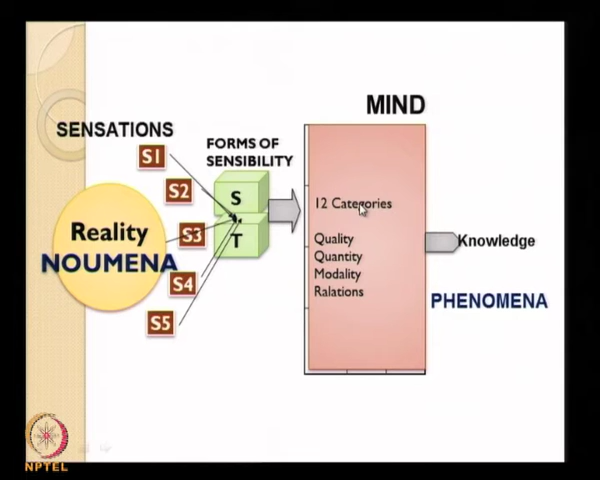 MIND
SENSATIONS
FORMS OF
SENSIBILITY
S1
S2
S3
S4
S5
Reality
NOUMENA
S
T
12 Categories
Quality
Quantity
Modality
Ralations
Knowledge
PHENOMENA
NPTEL